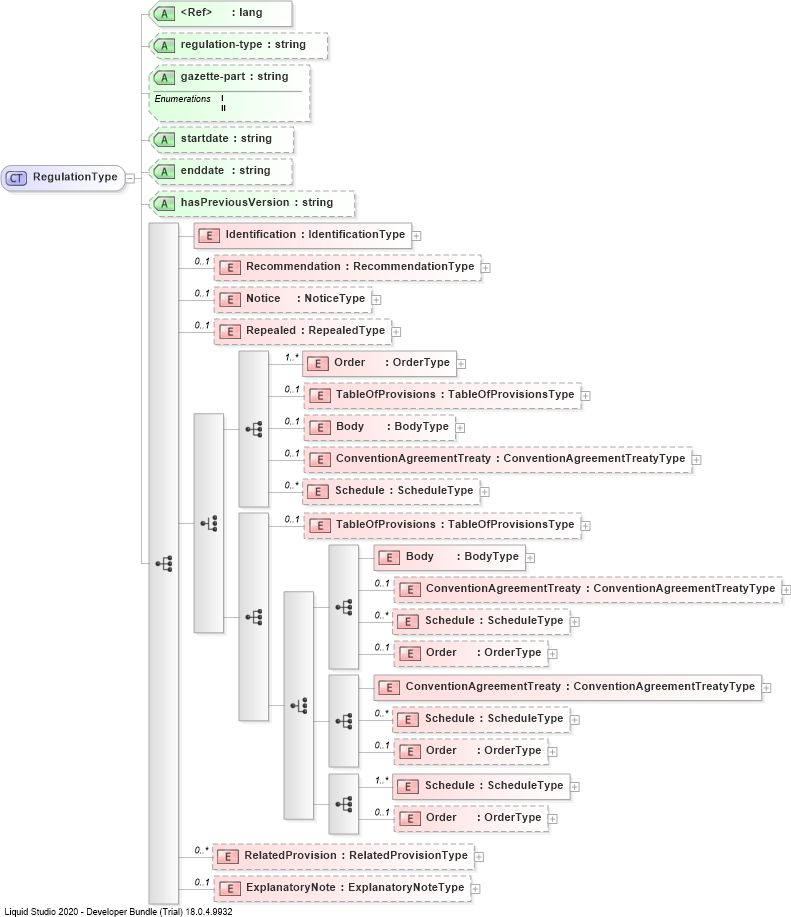 A <Ref> : lang
A regulation-type : string
A gazette-part : string
Enumerations I
II
A startdate : string
A enddate : string
CT RegulationType
A hasPreviousVersion : string
E Identification : IdentificationType
0..1 E Recommendation : RecommendationType
0..1 E Notice : NoticeType
0..1 E Repealed : RepealedType
1..* E Order : OrderType
0..1 E TableOfProvisions : TableOfProvisionsType
0..1 E Body : BodyType
0..1 E ConventionAgreementTreaty : ConventionAgreementTreatyType
0..* E Schedule : ScheduleType
0..1 E TableOfProvisions : TableOfProvisionsType
E Body : BodyType
0..1 E ConventionAgreementTreaty : ConventionAgreementTreatyType
0..* E Schedule : ScheduleType
0..1 E Order : OrderType
E ConventionAgreementTreaty : ConventionAgreementTreatyType
0..* E Schedule : ScheduleType
0..1 E Order : OrderType
1..* E Schedule : ScheduleType
0..1 E Order : OrderType
0..* E RelatedProvision : RelatedProvisionType
0..1 E ExplanatoryNote : ExplanatoryNoteType
Liquid Studio 2020 - Developer Bundle (Trial) 18.0.4.9932